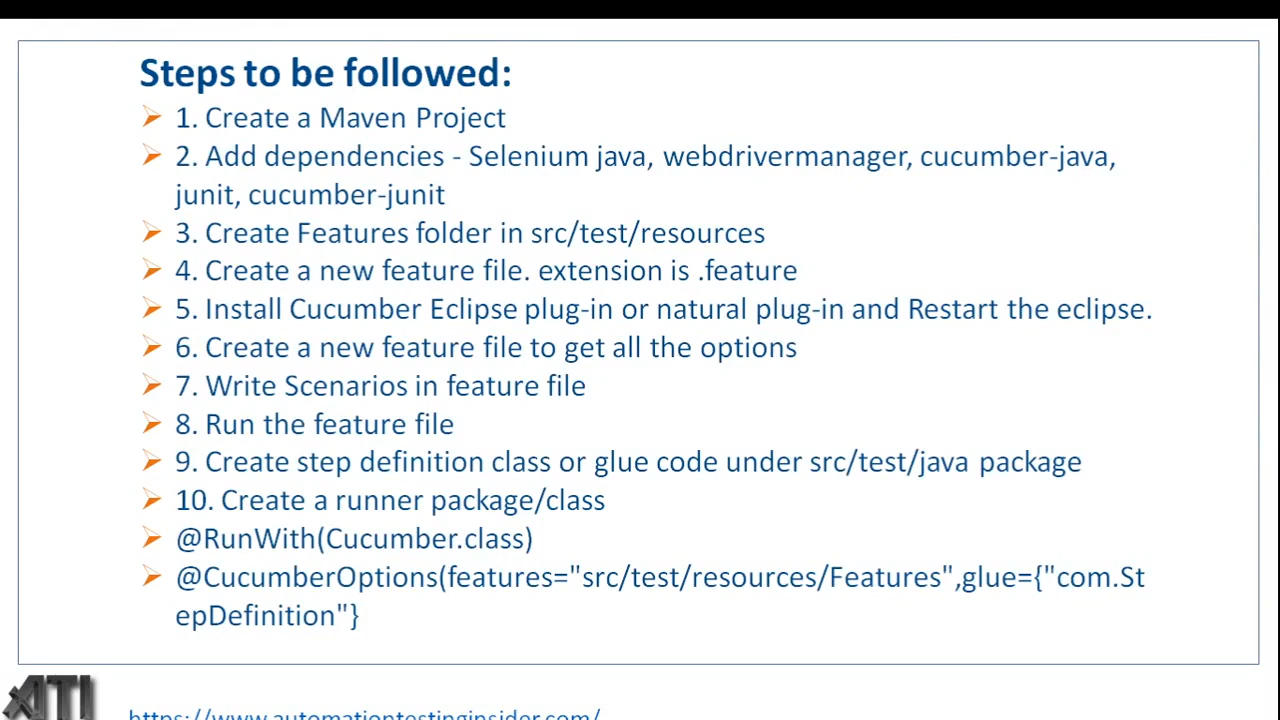 Steps to be followed:
1. Create a Maven Project
2. Add dependencies - Selenium java, webdrivermanager, cucumber-java,
junit, cucumber-junit
3. Create Features folder in src/test/resources
4. Create a new feature file. extension is .feature
5. Install Cucumber Eclipse plug-in or natural plug-in and Restart the eclipse.
6. Create a new feature file to get all the options
7. Write Scenarios in feature file
8. Run the feature file
9. Create step definition class or glue code under src/test/java package
10. Create a runner package/class
@RunWith(Cucumber.class)
@CucumberOptions(features="src/test/resources/Features",glue={"com.St
epDefinition"}
ATI
https://www.automationtestinginsider.com/